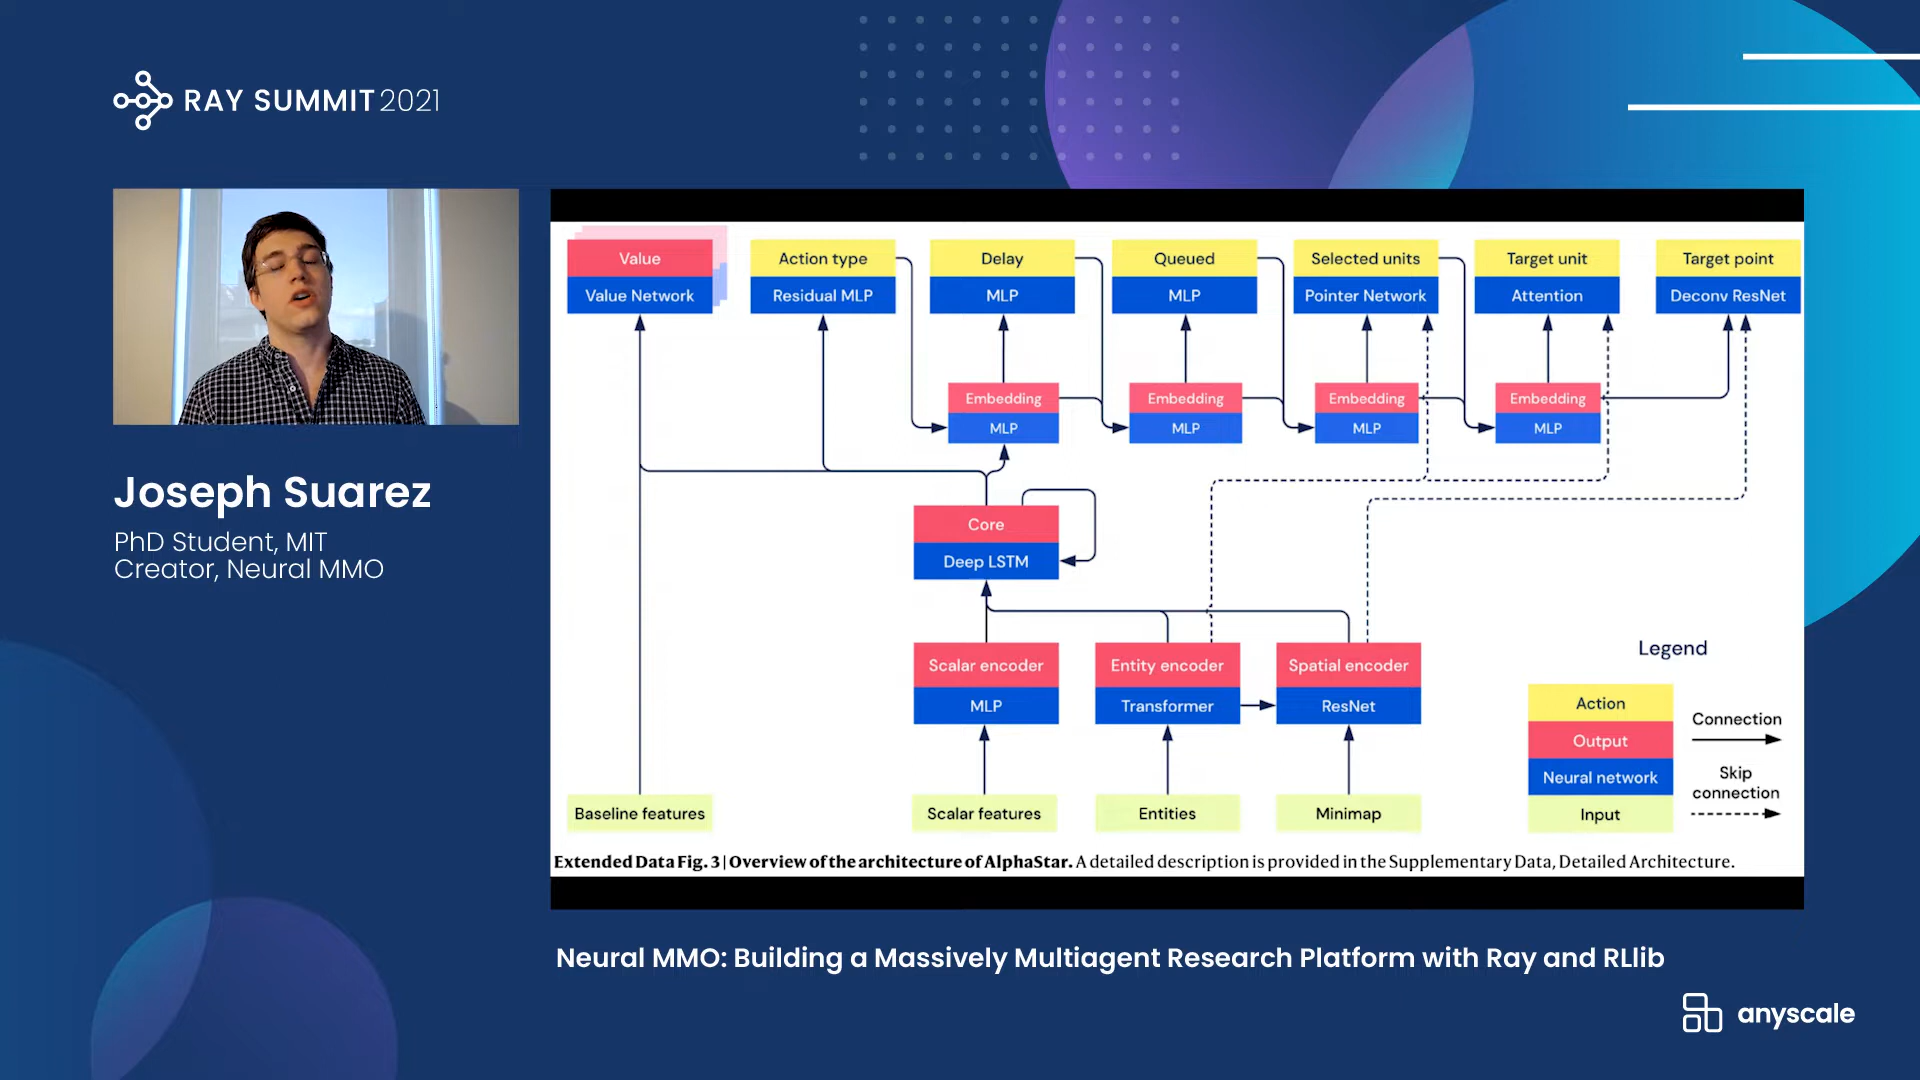 RAY SUMMIT 2021
Joseph Suarez
PhD Student, MIT
Creator, Neural MMO
Value
Value Network
Action type
Residual MLP
Delay
MLP
Queued
MLP
Selected units
Pointer Network
Target unit
Attention
Target point
Deconv ResNet
Embedding
MLP
Embedding
MLP
Embedding
MLP
Embedding
MLP
Core
Deep LSTM
Scalar encoder
MLP
Entity encoder
Transformer
Spatial encoder
ResNet
Baseline features
Scalar features
Entities
Minimap
Legend
Action
Output
Neural network
Input
Connection
Skip
connection
Extended Data Fig. 3 | Overview of the architecture of AlphaStar. A detailed description is provided in the Supplementary Data, Detailed Architecture.
Neural MMO: Building a Massively Multiagent Research Platform with Ray and RLlib
anyscale